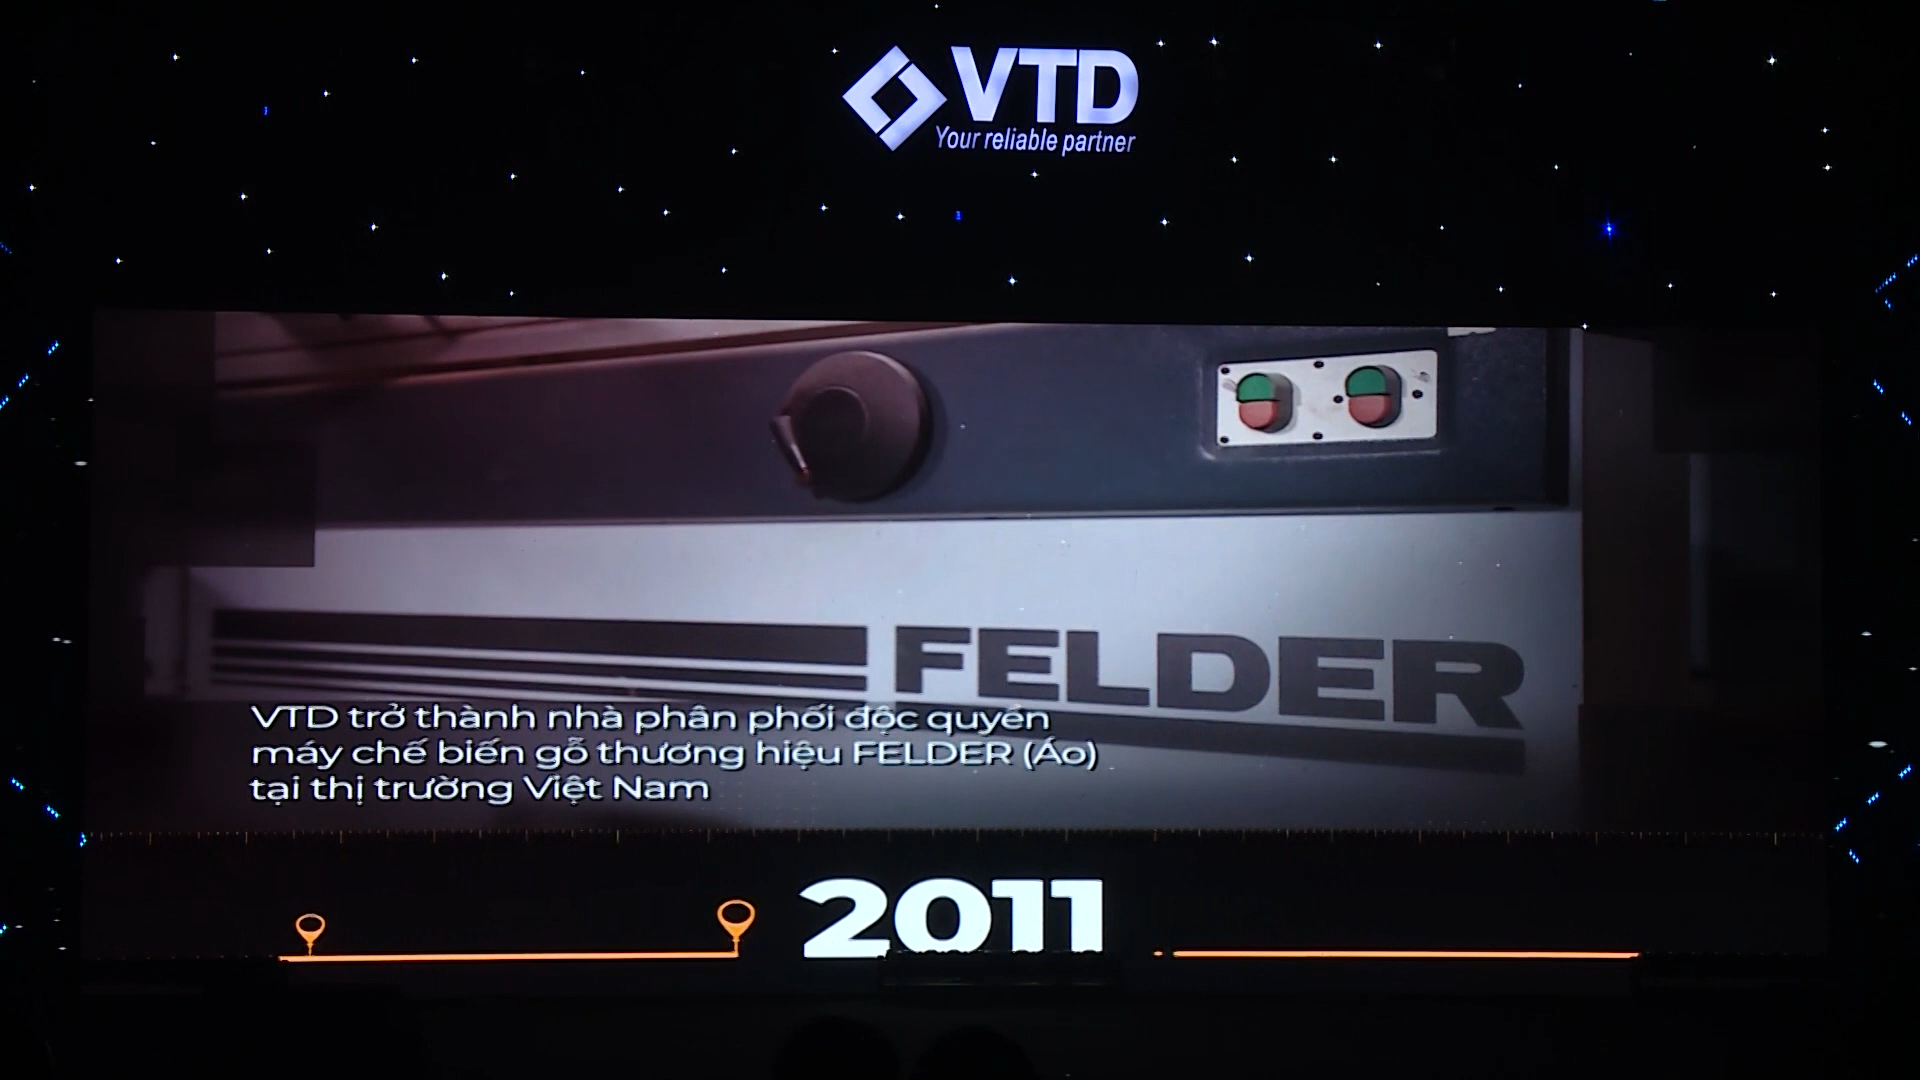 VTD
Your reliable partner
FELDER
VTD trở thành nhà phân phối độc quyền
máy chế biến gỗ thương hiệu FELDER (Áo)
tại thị trường Việt Nam
2011